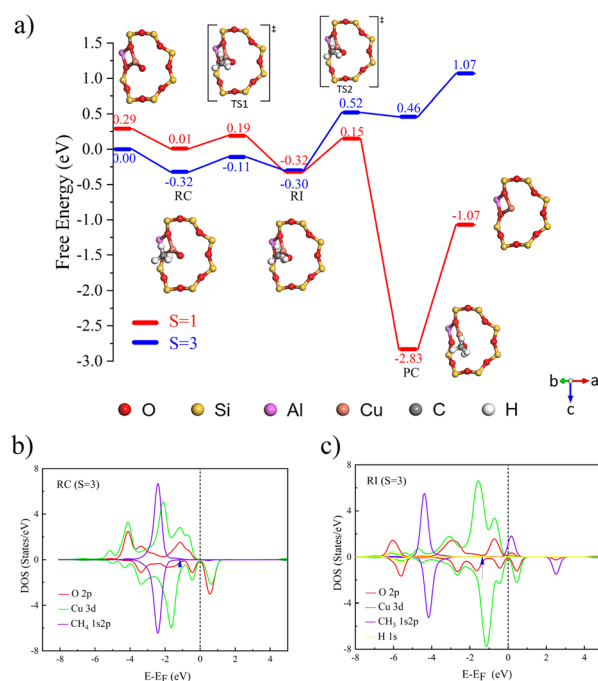 a)
1.5
1.0
0.5
0.0
-0.5
-1.0
-1.5
-2.0
-2.5
-3.0
Free Energy (eV)
‡
TS1
‡
TS2
0.29
0.01
0.19
-0.32
0.15
-2.83
-1.07
0.00
-0.32
-0.11
-0.30
0.52
0.46
1.07
RC
RI
PC
S=1
S=3
b
a
c
O Si Al Cu C H
b)
RC (S=3)
DOS (States/eV)
8
4
0
-4
-8
O 2p
Cu 3d
CH₄ 1s2p
-8 -6 -4 -2 0 2 4
E-E_F (eV)
c)
RI (S=3)
DOS (States/eV)
8
4
0
-4
-8
O 2p
Cu 3d
CH₃ 1s2p
H 1s
-8 -6 -4 -2 0 2 4
E-E_F (eV)